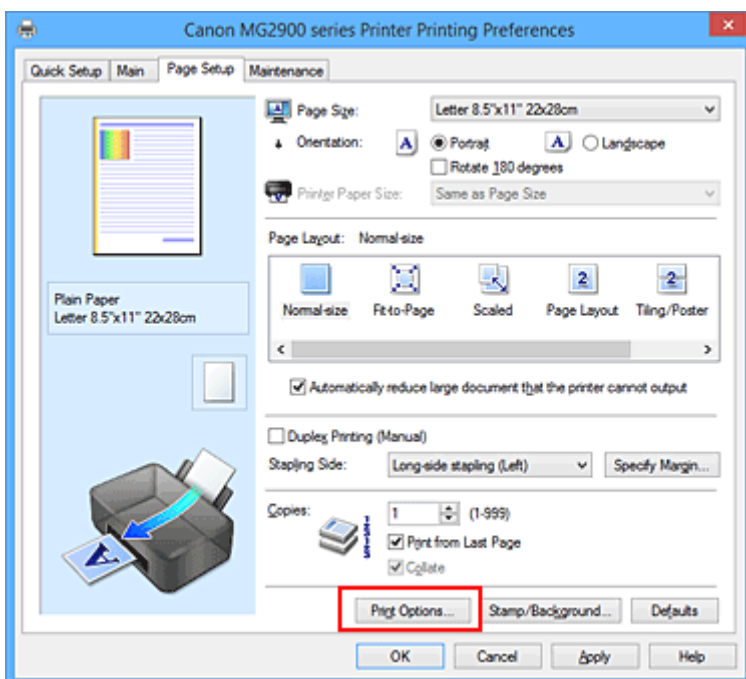 Canon MG2900 series Printer Printing Preferences
Quick Setup Main Page Setup Maintenance
Page Size: Letter 8.5"x11" 22x28cm
Orientation: A Portrait A Landscape
Rotate 180 degrees
Printer Paper Size: Same as Page Size
Page Layout: Normal-size
2 2
Normal-size Fit-to-Page Scaled Page Layout Tiling/Poster
Plain Paper
Letter 8.5"x11" 22x28cm
Automatically reduce large document that the printer cannot output
Duplex Printing (Manual)
Stapling Side: Long-side stapling (Left) Specify Margin...
Copies: 1 (1-999)
Print from Last Page
Collate
A
Print Options... Stamp/Background... Defaults
OK Cancel Apply Help